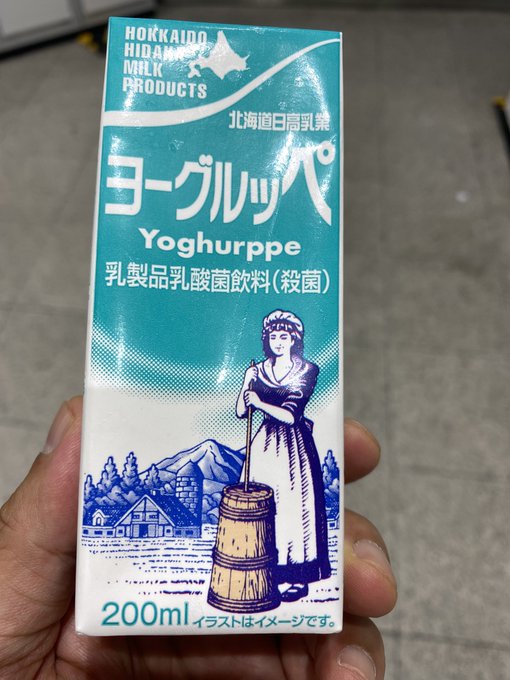 HOKKAIDO
HIDAKA
MILK
PRODUCTS
北海道日高乳業
ヨーグルッペ
Yoghurppe
乳製品乳酸菌飲料(殺菌)
200ml イラストはイメージです。